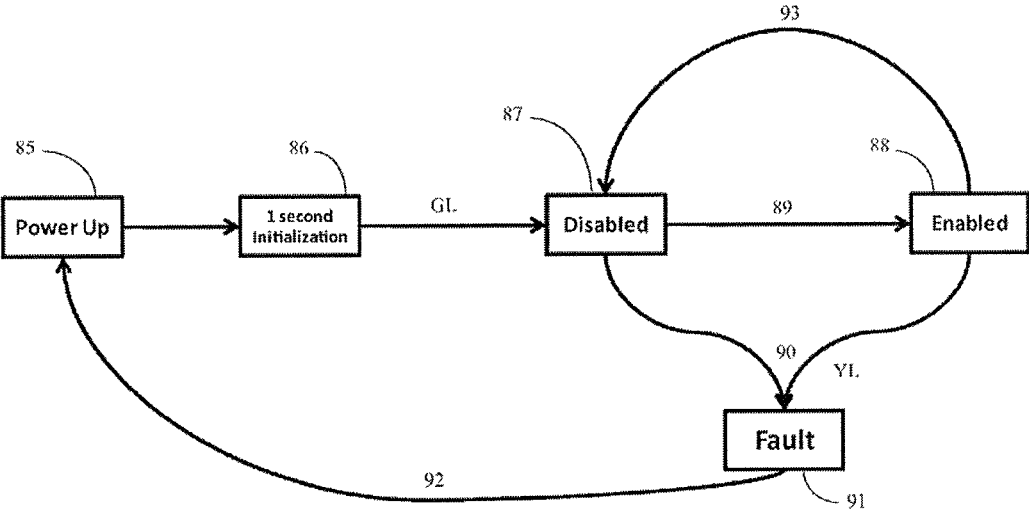 93
87
85
86
88
Power Up
1 second
Initialization
GL
Disabled
89
Enabled
90
YL
Fault
92
91